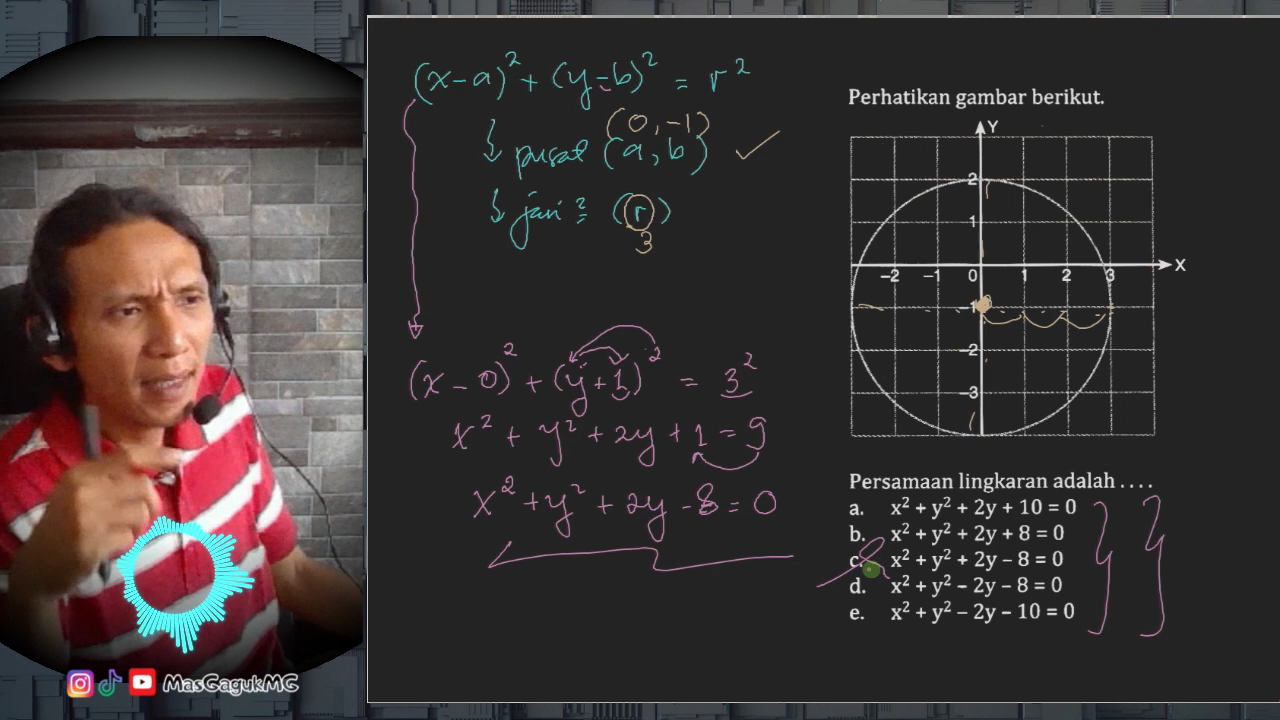 (x-a)² + (y-b)² = r²
(0, -1)
pusat (a, b)
jari² (r)
3
(x - 0)² + (y + 1)² = 3²
x² + y² + 2y + 1 = 9
x² + y² + 2y - 8 = 0
Perhatikan gambar berikut.
Y
2
1
-2 -1 0 1 2 3 X
-1
-2
-3
Persamaan lingkaran adalah ....
a. x² + y² + 2y + 10 = 0
b. x² + y² + 2y + 8 = 0
c. x² + y² + 2y – 8 = 0
d. x² + y² – 2y – 8 = 0
e. x² + y² – 2y – 10 = 0
MasGagukMG